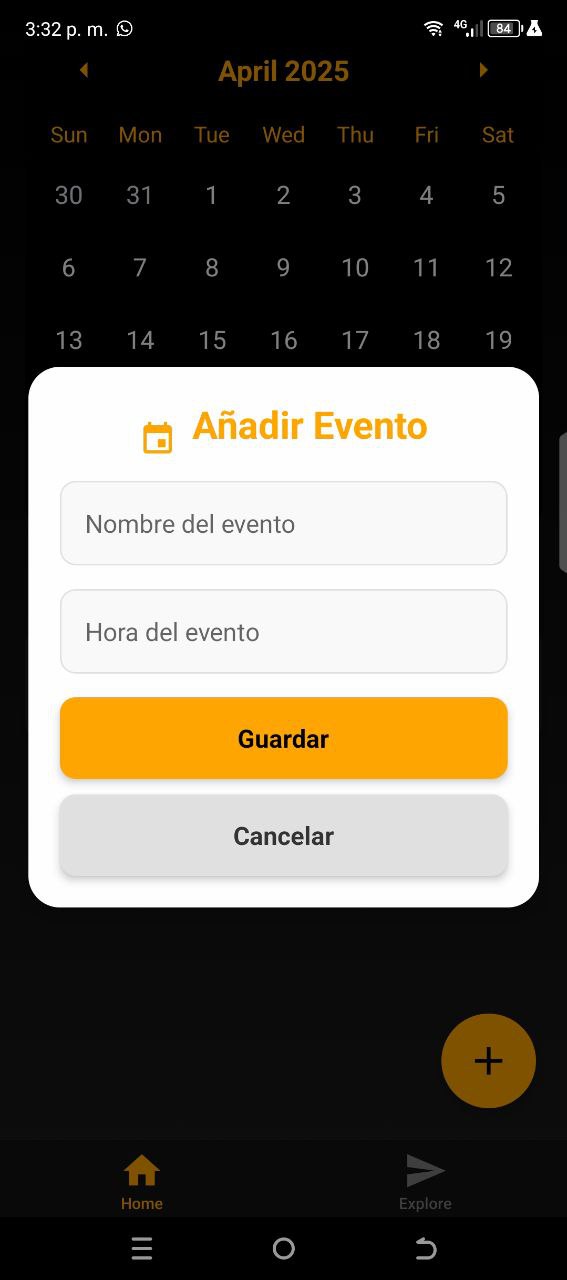 3:32 p. m. 4G 84
April 2025
Sun Mon Tue Wed Thu Fri Sat
30 31 1 2 3 4 5
6 7 8 9 10 11 12
13 14 15 16 17 18 19
Añadir Evento
Nombre del evento
Hora del evento
Guardar
Cancelar
Home Explore